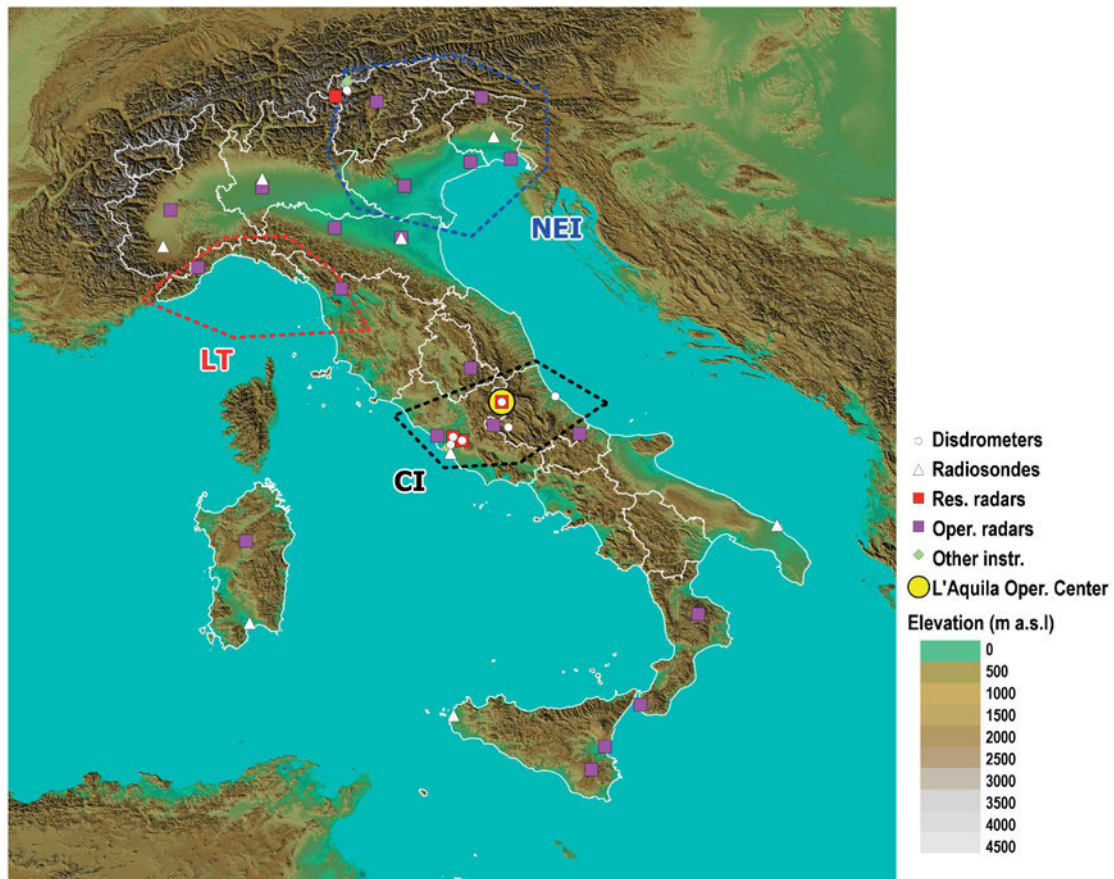 NEI
LT
CI
Disdrometers
Radiosondes
Res. radars
Oper. radars
Other instr.
L'Aquila Oper. Center
Elevation (m a.s.l)
0
500
1000
1500
2000
2500
3000
3500
4000
4500